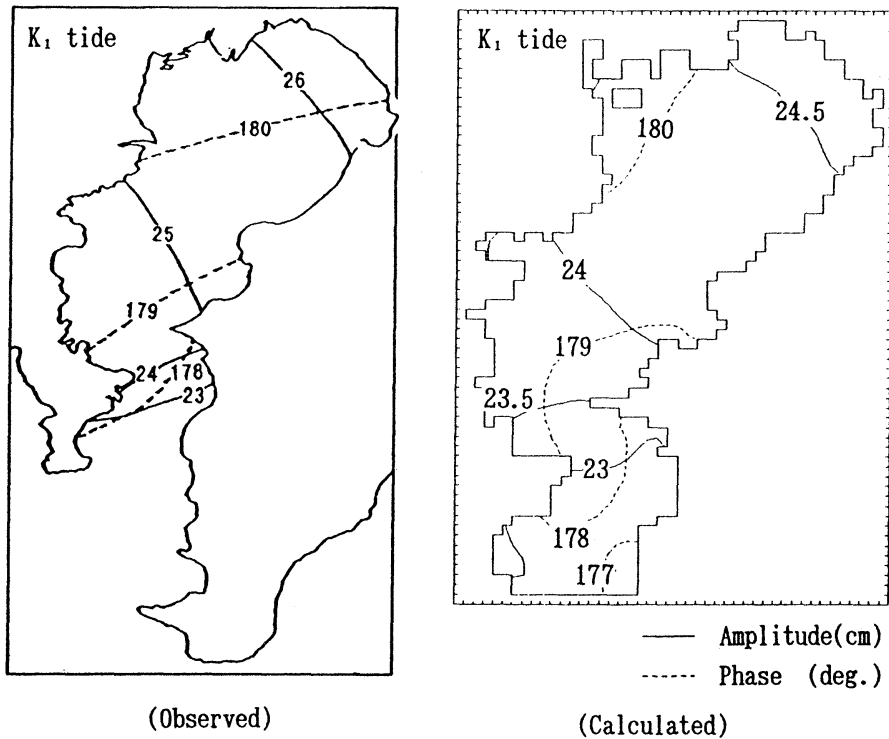 K₁ tide
26
180
25
179
24
178
23
(Observed)
K₁ tide
24.5
180
24
179
23.5
23
178
177
Amplitude(cm)
Phase (deg.)
(Calculated)